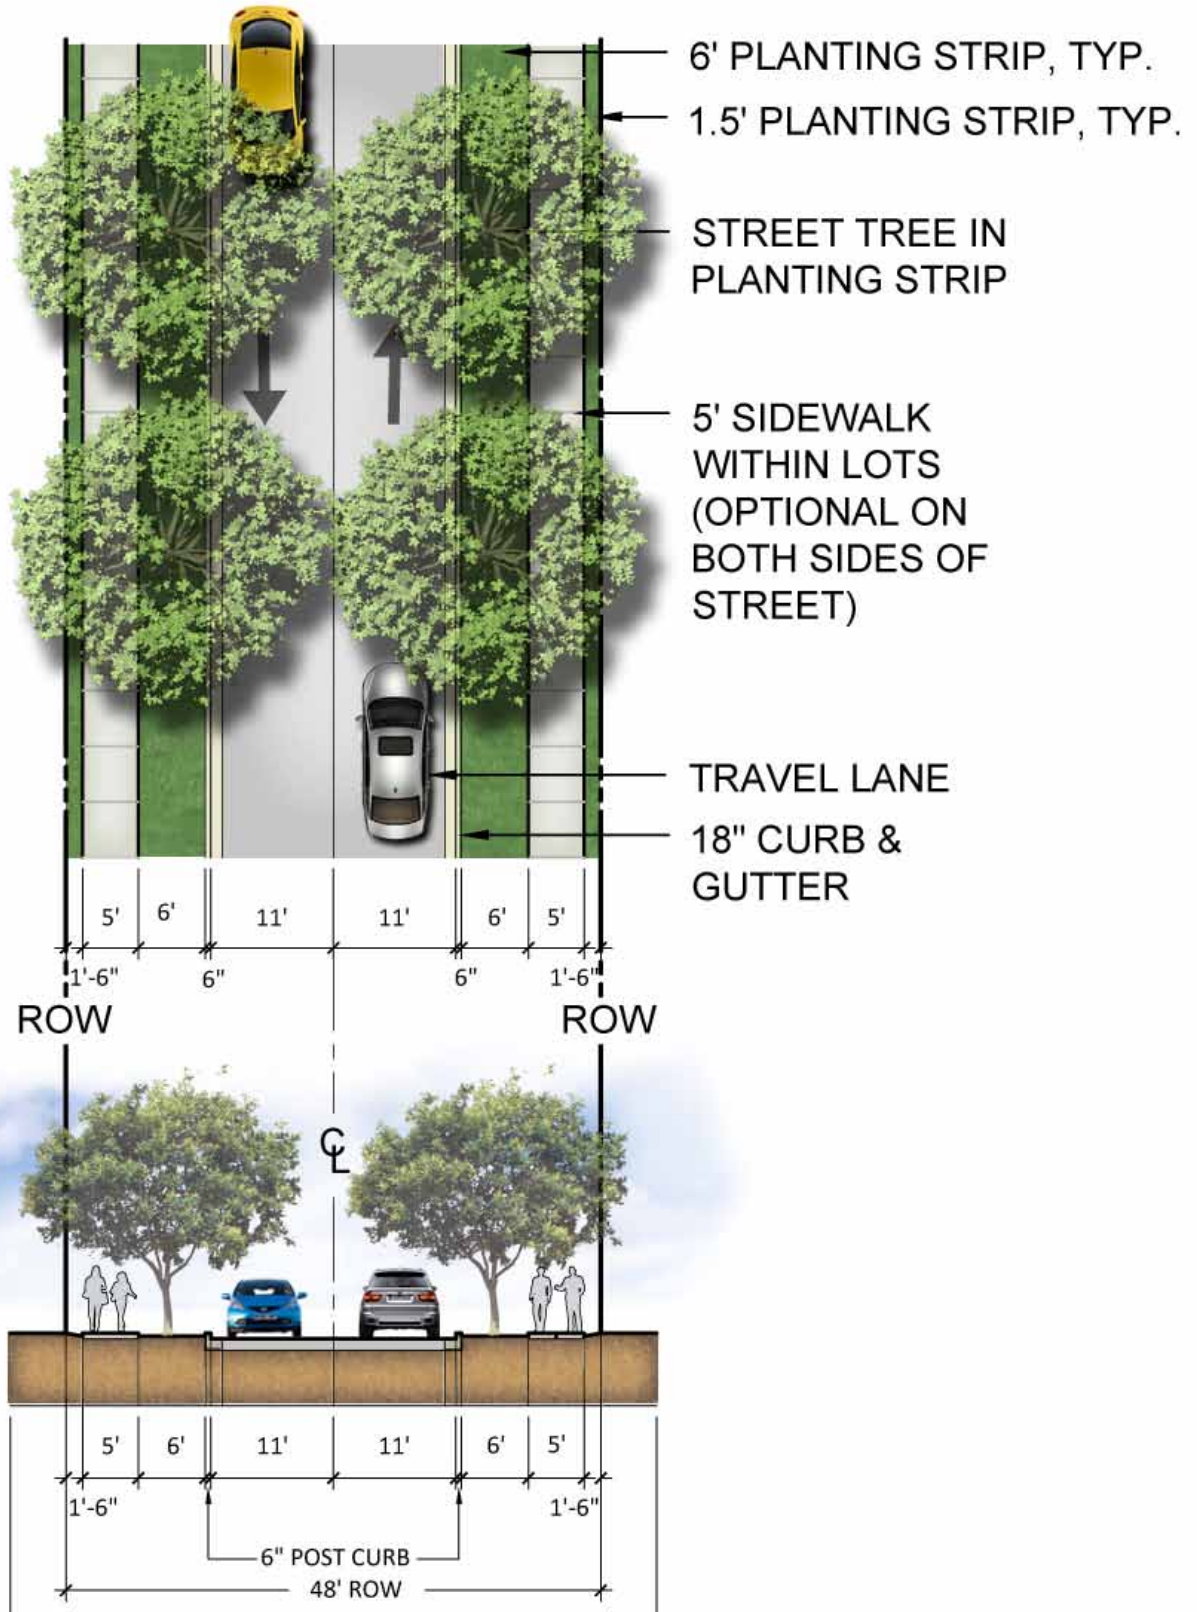 6' PLANTING STRIP, TYP.
1.5' PLANTING STRIP, TYP.
STREET TREE IN
PLANTING STRIP
5' SIDEWALK
WITHIN LOTS
(OPTIONAL ON
BOTH SIDES OF
STREET)
TRAVEL LANE
18" CURB &
GUTTER
5' 6' 11' 11' 6' 5'
1'-6" 6" 6" 1'-6"
ROW ROW
CL
5' 6' 11' 11' 6' 5'
1'-6" 1'-6"
6" POST CURB
48' ROW